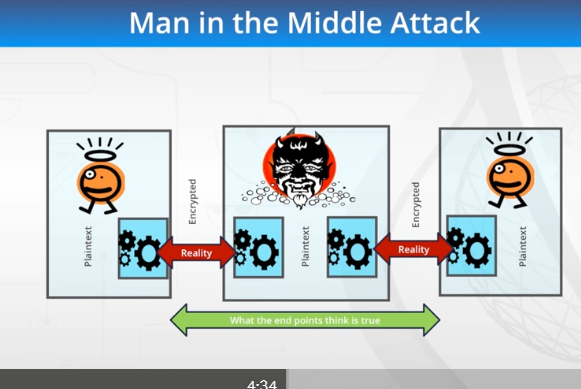 Man in the Middle Attack
Plaintext
Encrypted
Reality
Plaintext
Encrypted
Reality
Plaintext
What the end points think is true
4:34